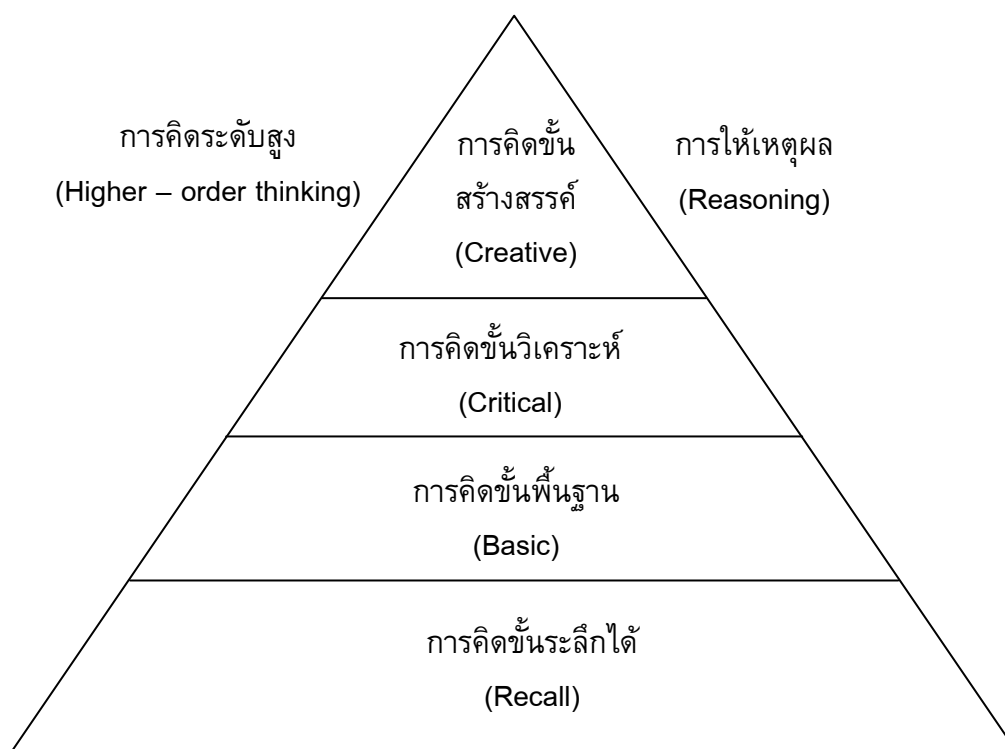 การคิดระดับสูง
(Higher – order thinking)
การคิดขั้น
สร้างสรรค์
(Creative)
การให้เหตุผล
(Reasoning)
การคิดขั้นวิเคราะห์
(Critical)
การคิดขั้นพื้นฐาน
(Basic)
การคิดขั้นระลึกได้
(Recall)